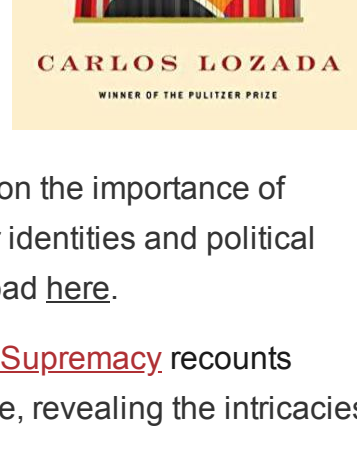 CARLOS LOZADA
WINNER OF THE PULITZER PRIZE
on the importance of
identities and political
ad here.
Supremacy recounts
e, revealing the intricacies